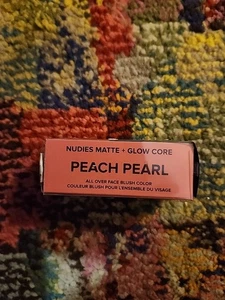 NUDIES MATTE + GLOW CORE
PEACH PEARL
ALL OVER FACE BLUSH COLOR
COULEUR BLUSH POUR L'ENSEMBLE DU VISAGE